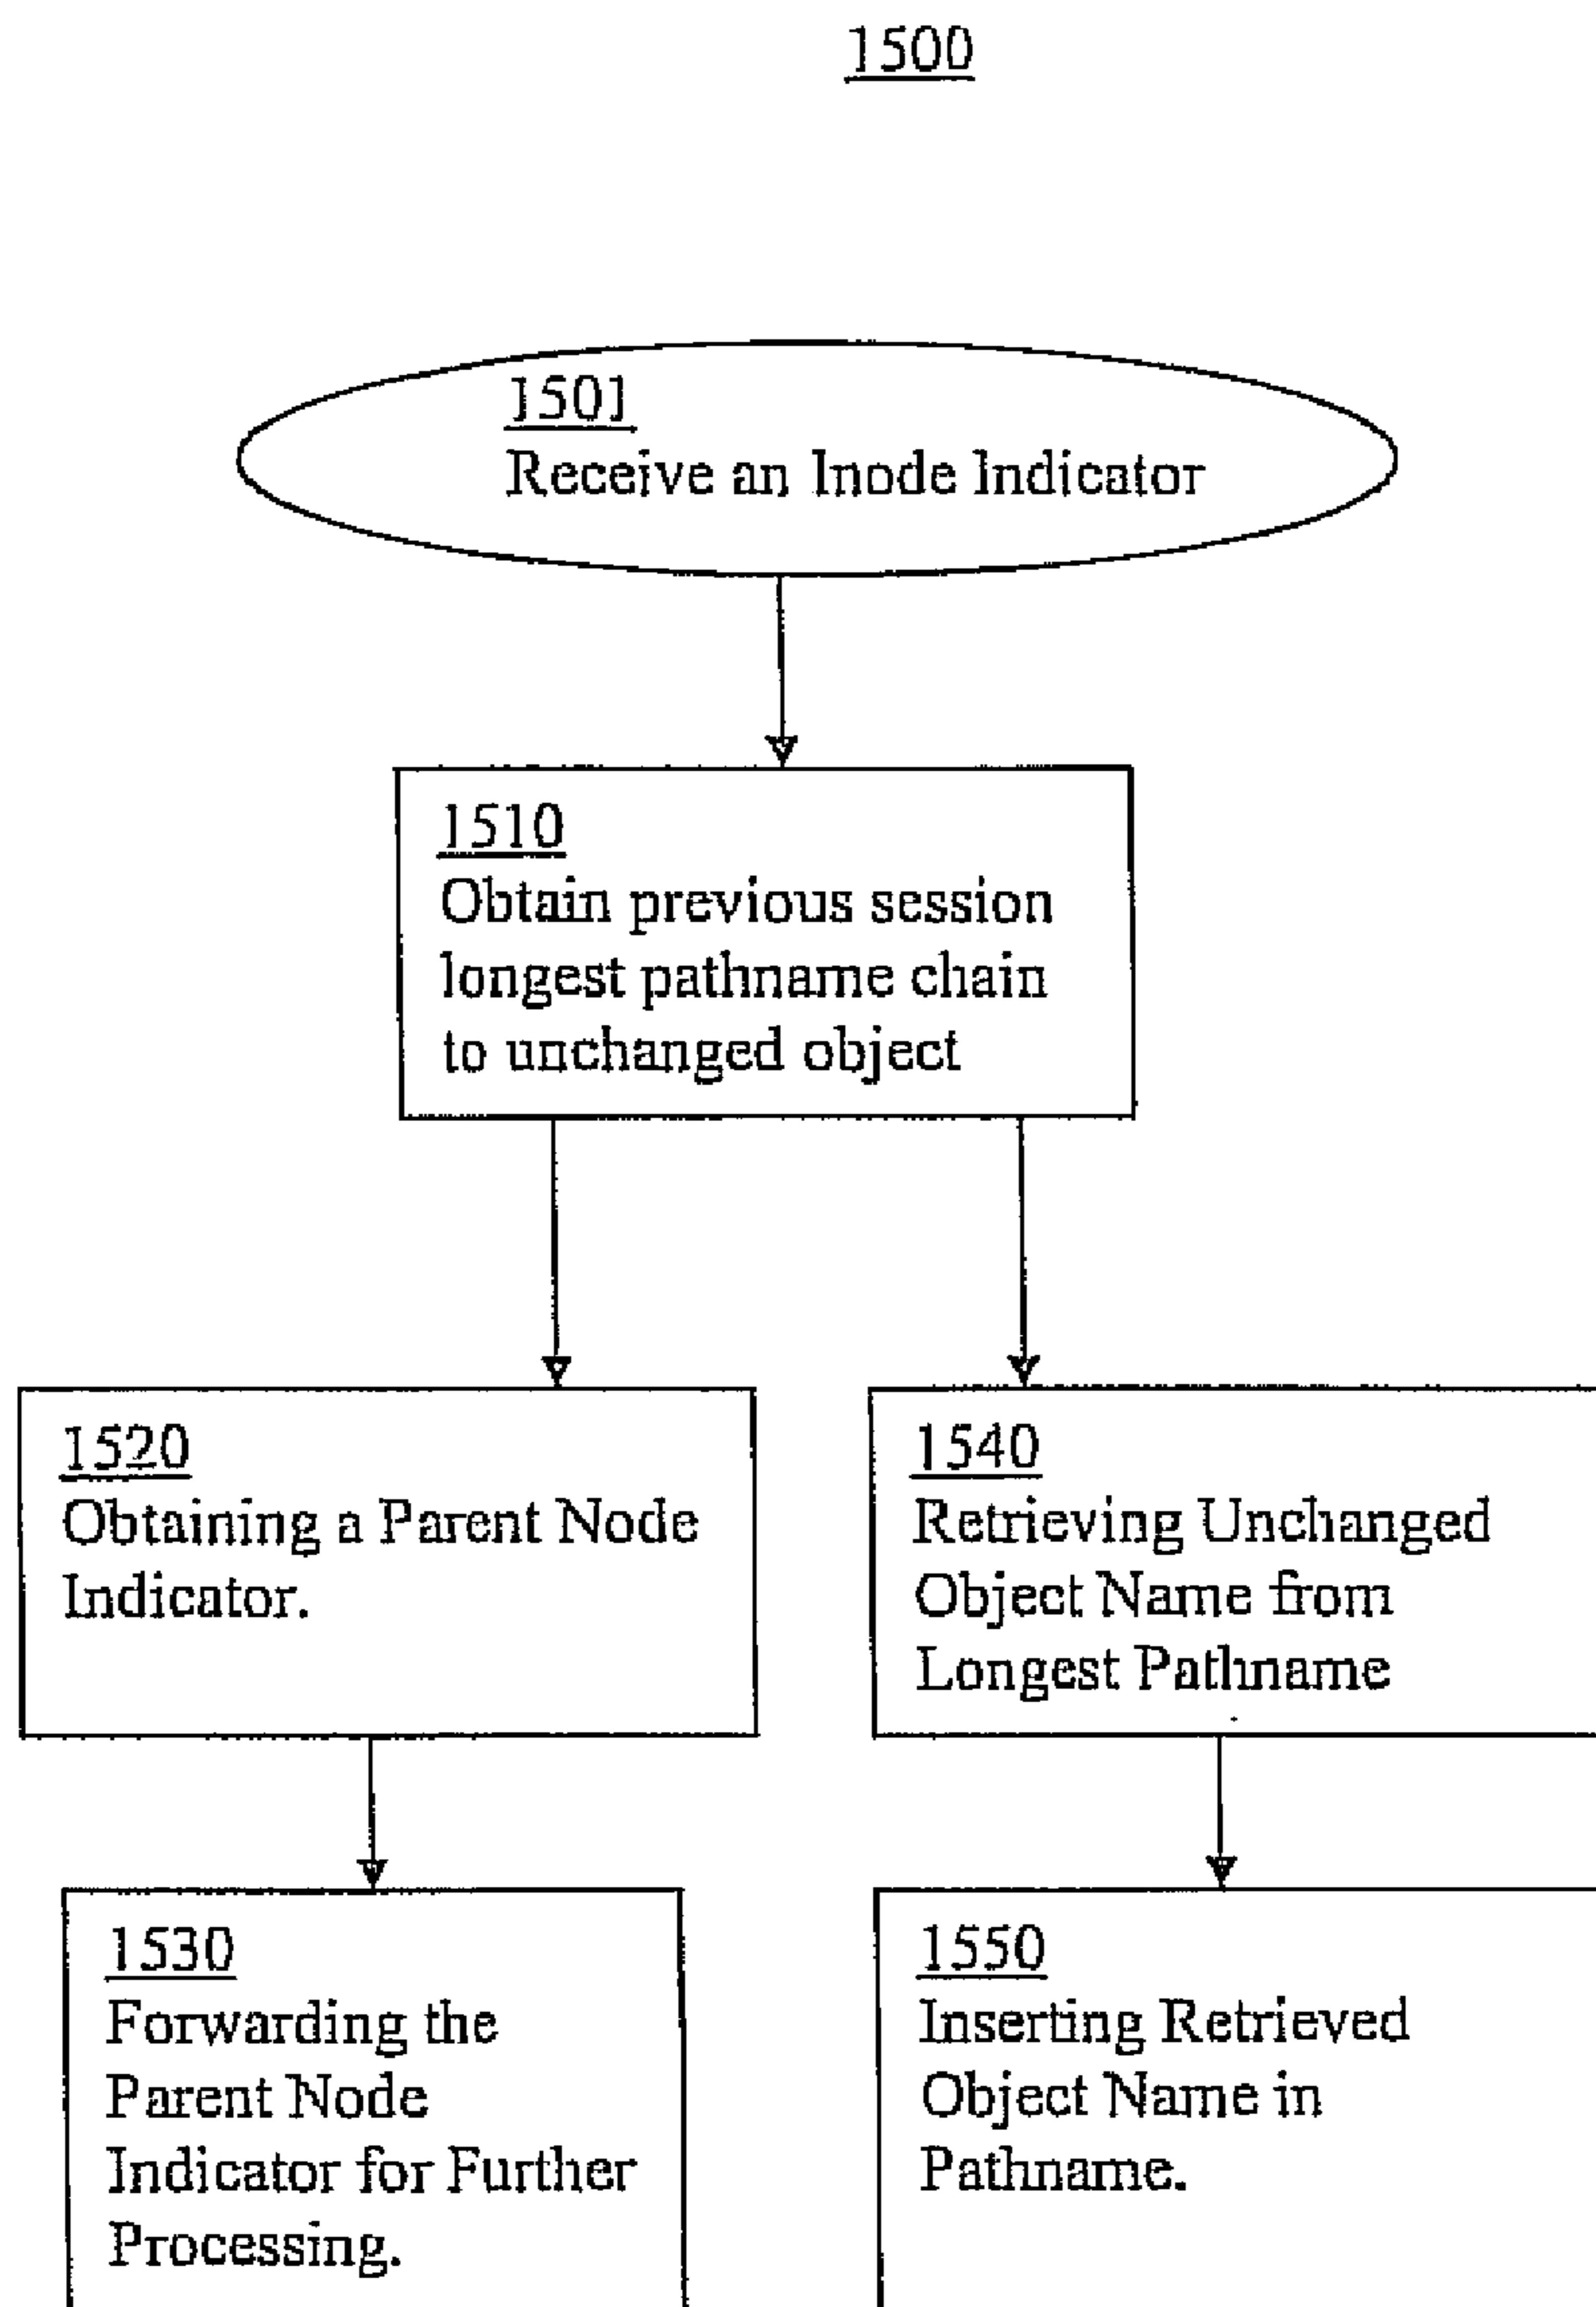 1500
1501
Receive an Inode Indicator
1510
Obtain previous session
longest pathname chain
to unchanged object
1520
Obtaining a Parent Node
Indicator.
1530
Forwarding the
Parent Node
Indicator for Further
Processing.
1540
Retrieving Unchanged
Object Name from
Longest Pathname
1550
Inserting Retrieved
Object Name in
Pathname.